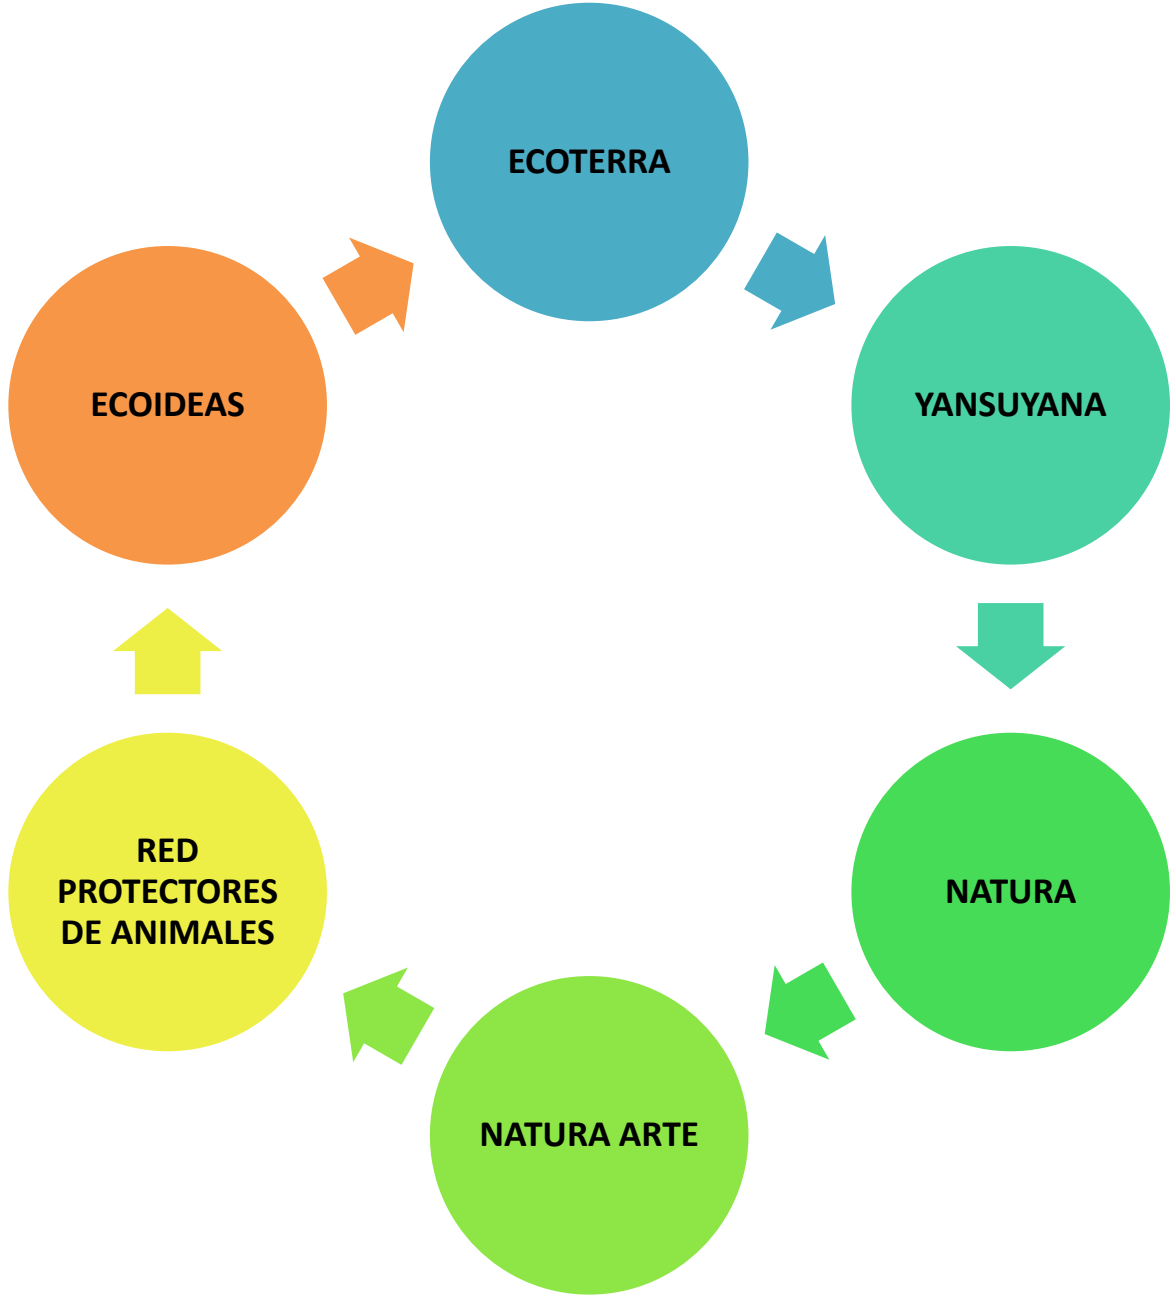 ECOTERRA
YANSUYANA
NATURA
NATURA ARTE
RED
PROTECTORES
DE ANIMALES
ECOIDEAS